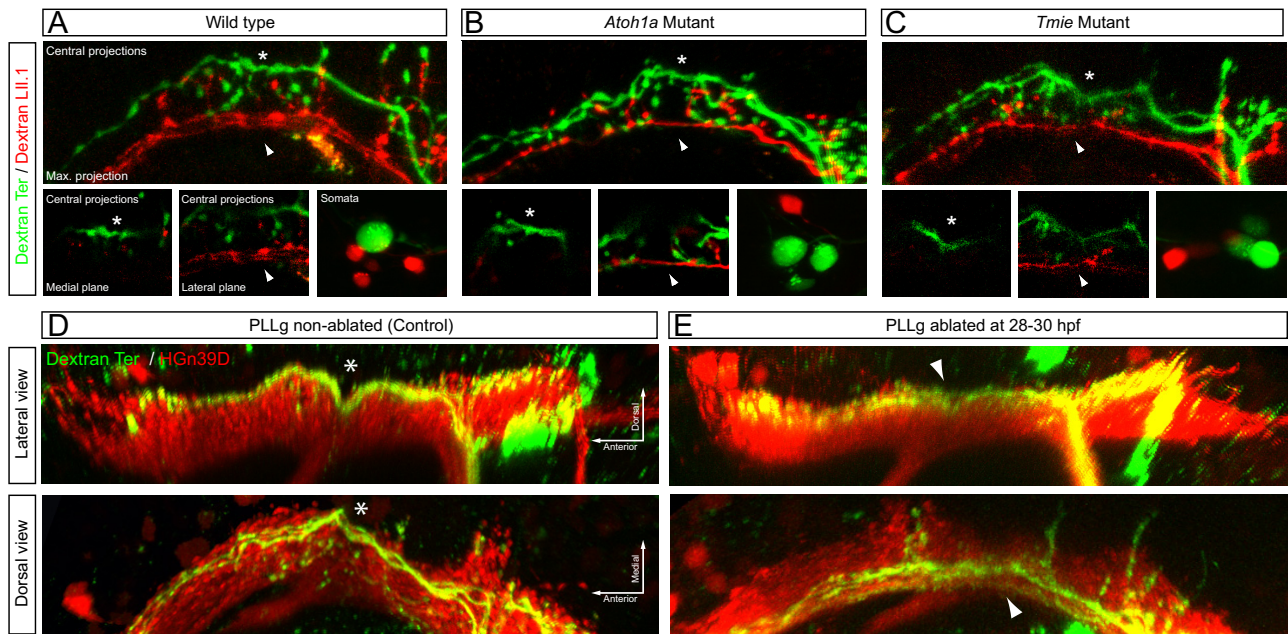 A Wild type
B Atoh1a Mutant
C Tmie Mutant
Dextran Ter / Dextran LII.1
Central projections
*
Max. projection
*
*
Central projections*
*
Medial plane
Central projections
Lateral plane
Somata
*
*
D PLLg non-ablated (Control)
E PLLg ablated at 28-30 hpf
Lateral view
Dextran Ter / HGn39D
*
Dorsal
Anterior
Dorsal view
*
Medial
Anterior